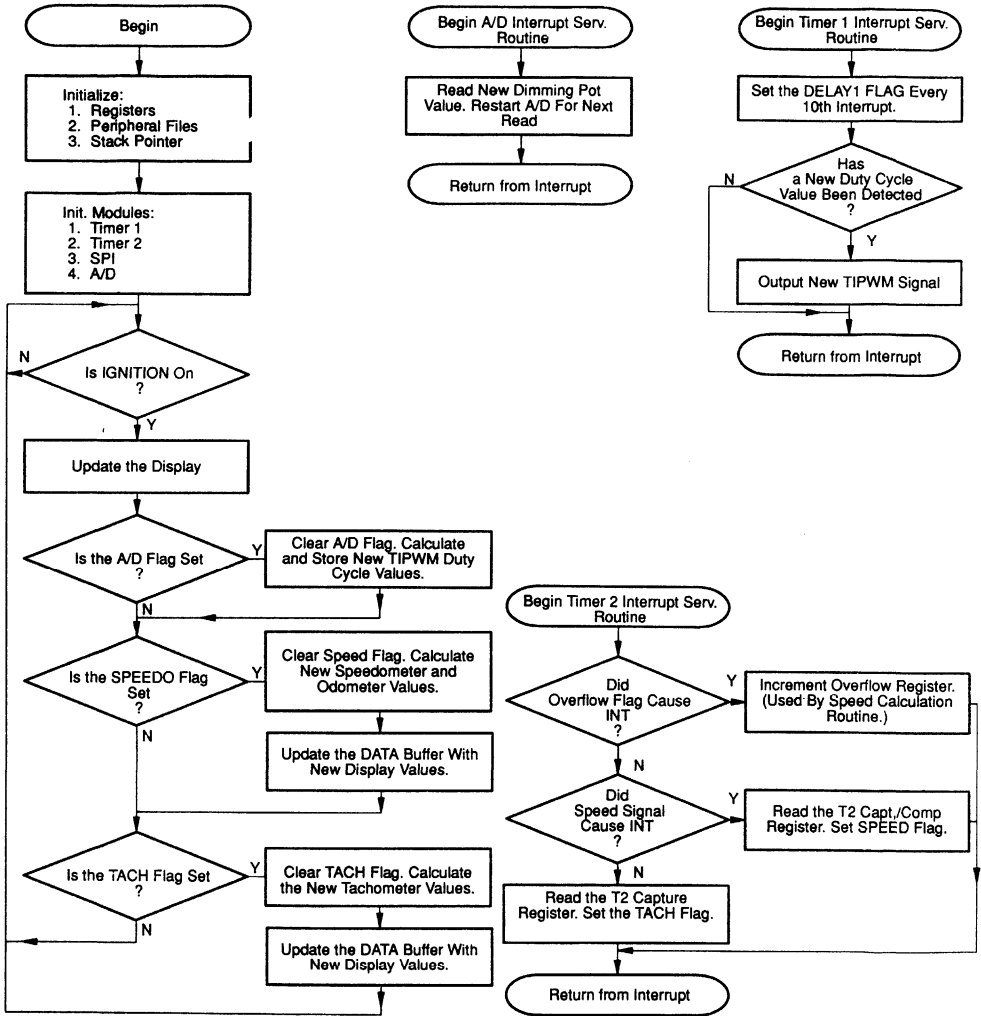 Begin
Initialize:
1. Registers
2. Peripheral Files
3. Stack Pointer
Init. Modules:
1. Timer 1
2. Timer 2
3. SPI
4. A/D
N
Is IGNITION On
?
Y
Update the Display
Is the A/D Flag Set
?
Y
Clear A/D Flag. Calculate
and Store New TIPWM Duty
Cycle Values.
N
Is the SPEEDO Flag
Set
?
Y
Clear Speed Flag. Calculate
New Speedometer and
Odometer Values.
N
Update the DATA Buffer With
New Display Values.
Is the TACH Flag Set
?
Y
Clear TACH Flag. Calculate
the New Tachometer Values.
N
Update the DATA Buffer With
New Display Values.
Begin A/D Interrupt Serv.
Routine
Read New Dimming Pot
Value. Restart A/D For Next
Read
Return from Interrupt
Begin Timer 1 Interrupt Serv.
Routine
Set the DELAY1 FLAG Every
10th Interrupt.
N
Has
a New Duty Cycle
Value Been Detected
?
Y
Output New TIPWM Signal
Return from Interrupt
Begin Timer 2 Interrupt Serv.
Routine
Did
Overflow Flag Cause
INT
?
Y
Increment Overflow Register.
(Used By Speed Calculation
Routine.)
N
Did
Speed Signal
Cause INT
?
Y
Read the T2 Capt,/Comp
Register. Set SPEED Flag.
N
Read the T2 Capture
Register. Set the TACH Flag.
Return from Interrupt